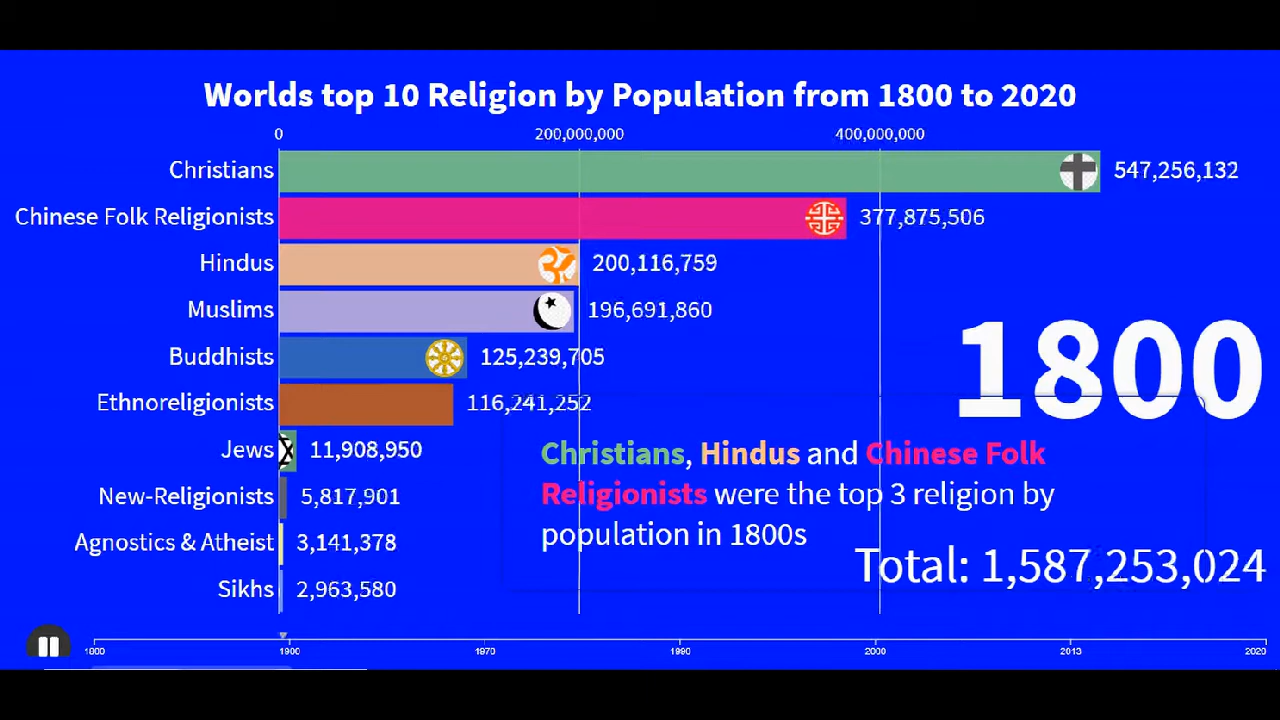 Worlds top 10 Religion by Population from 1800 to 2020
0 200,000,000 400,000,000
Christians 547,256,132
Chinese Folk Religionists 377,875,506
Hindus 200,116,759
Muslims 196,691,860
Buddhists 125,239,705
Ethnoreligionists 116,241,252
Jews 11,908,950
New-Religionists 5,817,901
Agnostics & Atheist 3,141,378
Sikhs 2,963,580
1800
Christians, Hindus and Chinese Folk
Religionists were the top 3 religion by
population in 1800s
Total: 1,587,253,024
1800 1900 1970 1990 2000 2013 2020